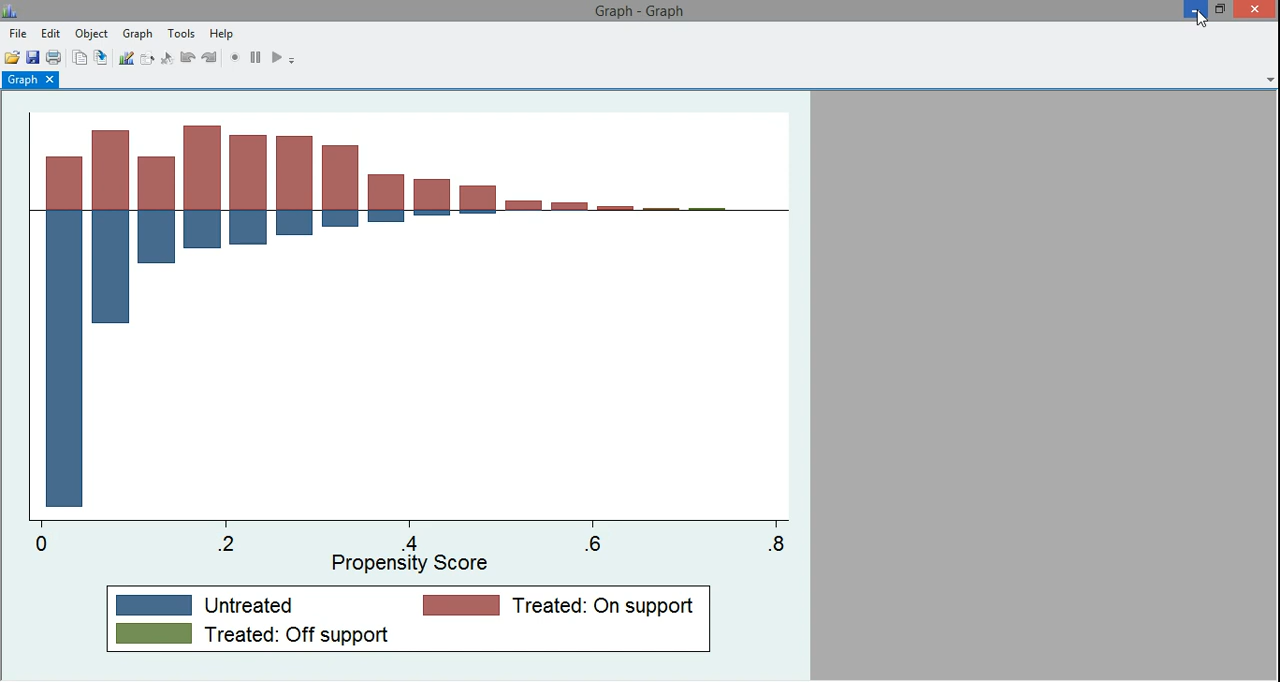 Graph - Graph
File Edit Object Graph Tools Help
Graph
0 .2 .4 .6 .8
Propensity Score
Untreated Treated: On support
Treated: Off support